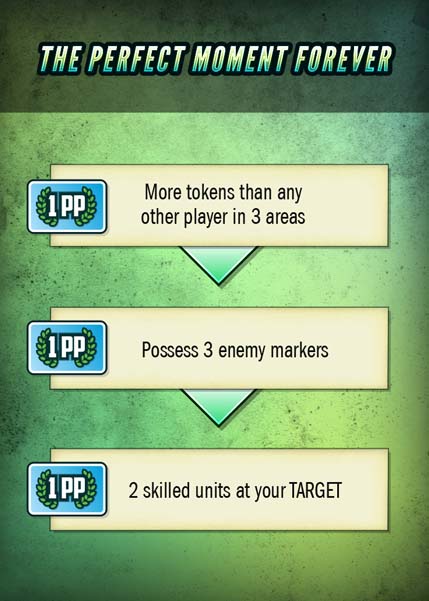 THE PERFECT MOMENT FOREVER
1 PP
More tokens than any
other player in 3 areas
1 PP
Possess 3 enemy markers
1 PP
2 skilled units at your TARGET